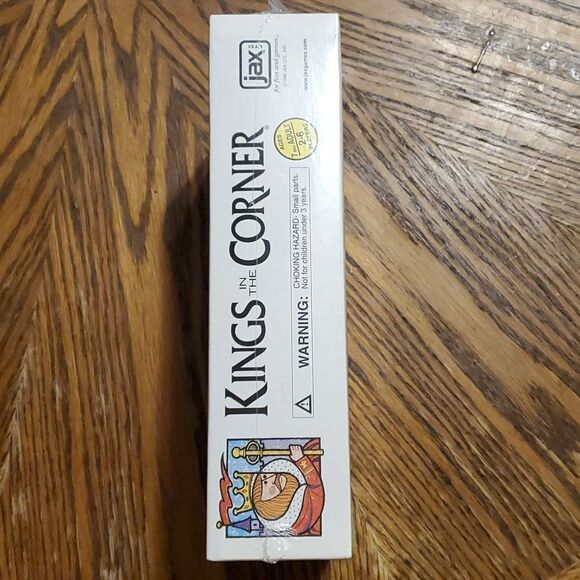 KINGS IN THE CORNER®
WARNING:
CHOKING HAZARD- Small parts.
Not for children under 3 years.
AGES
7 to ADULT
2-6
PLAYERS
jax
for fun and games...
www.jaxgames.com